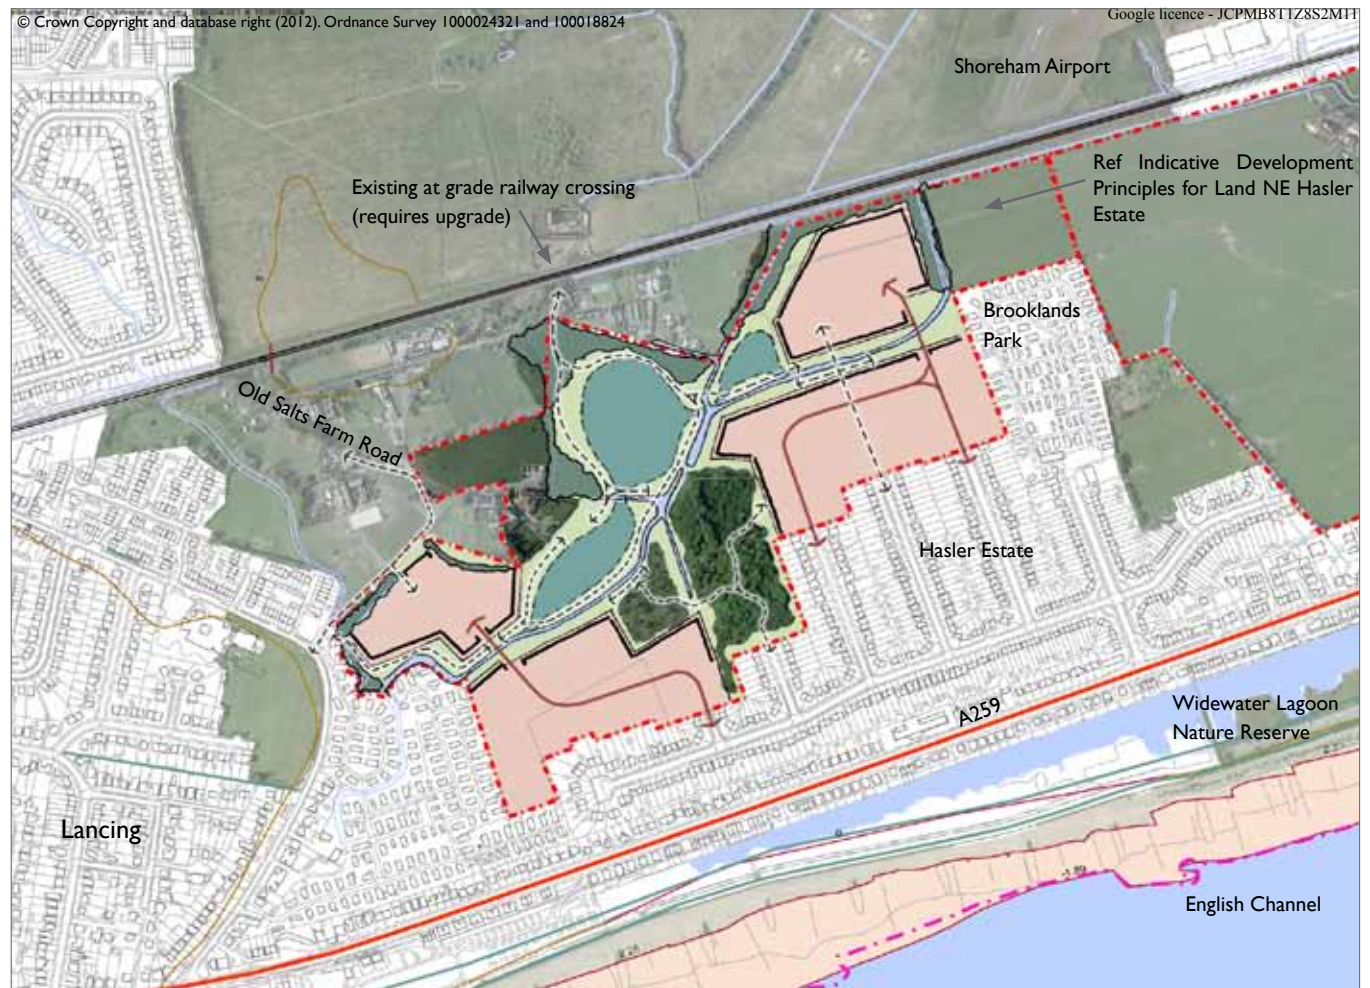 © Crown Copyright and database right (2012). Ordnance Survey 1000024321 and 100018824
Google licence - JCPMB8T1Z8S2M11
Shoreham Airport
Existing at grade railway crossing
(requires upgrade)
Ref Indicative Development
Principles for Land NE Hasler
Estate
Brooklands
Park
Old Salts Farm Road
Hasler Estate
A259
Widewater Lagoon
Nature Reserve
Lancing
English Channel